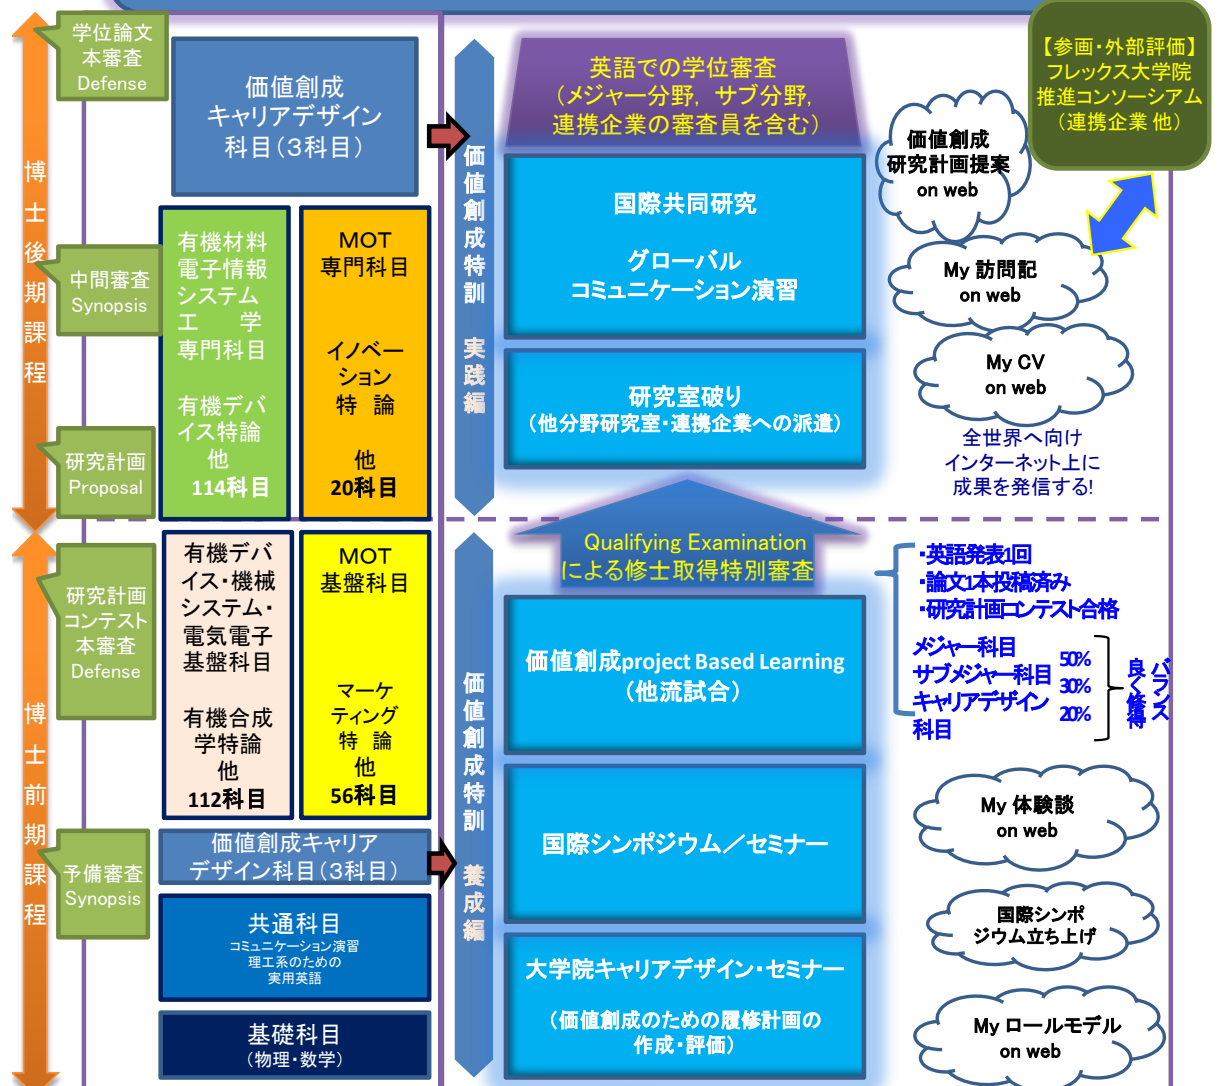 学位論文
本審査
Defense
博士後期課程
中間審査
Synopsis
研究計画
Proposal
価値創成
キャリアデザイン
科目（3科目）
有機材料
電子情報
システム
工　学
専門科目
有機デバ
イス特論
他
114科目
MOT
専門科目
イノベー
ション
特　論
他
20科目
価値創成特訓　実践編
英語での学位審査
（メジャー分野，サブ分野，
連携企業の審査員を含む）
国際共同研究
グローバル
コミュニケーション演習
研究室破り
（他分野研究室・連携企業への派遣）
【参画・外部評価】
フレックス大学院
推進コンソーシアム
（連携企業 他）
価値創成
研究計画提案
on web
My 訪問記
on web
My CV
on web
全世界へ向け
インターネット上に
成果を発信する!
博士前期課程
研究計画
コンテスト
本審査
Defense
予備審査
Synopsis
有機デバ
イス・機械
システム・
電気電子
基盤科目
有機合成
学特論
他
112科目
MOT
基盤科目
マーケ
ティング
特　論
他
56科目
価値創成キャリア
デザイン科目（3科目）
共通科目
コミュニケーション演習
理工系のための
実用英語
基礎科目
（物理・数学）
価値創成特訓　養成編
Qualifying Examination
による修士取得特別審査
価値創成project Based Learning
（他流試合）
国際シンポジウム／セミナー
大学院キャリアデザイン・セミナー
（価値創成のための履修計画の
作成・評価）
・英語発表1回
・論文1本投稿済み
・研究計画コンテスト合格
メジャー科目 50%
サブメジャー科目 30%
キャリアデザイン 20%
科目
バランス
良く修得
My 体験談
on web
国際シンポ
ジウム立ち上げ
My ロールモデル
on web